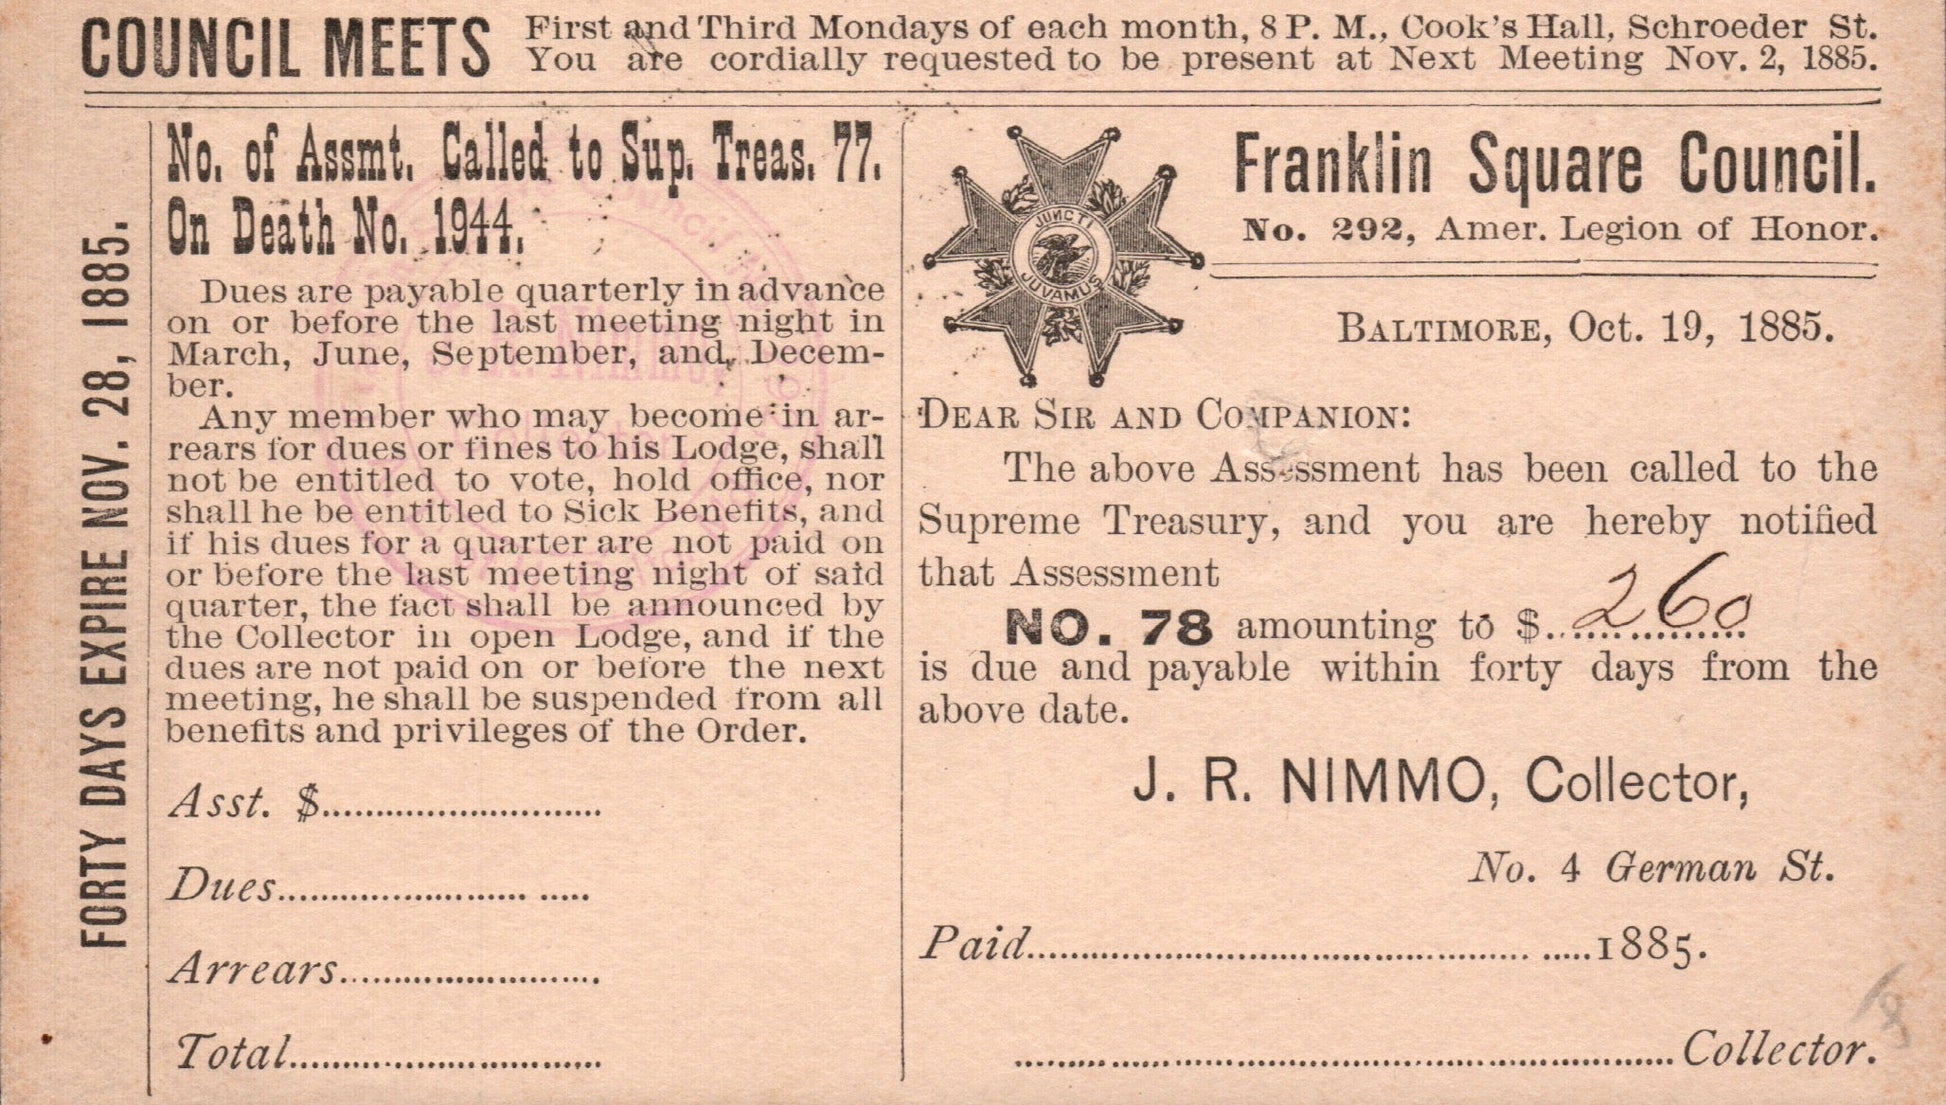 COUNCIL MEETS
First and Third Mondays of each month, 8 P. M., Cook's Hall, Schroeder St.
You are cordially requested to be present at Next Meeting Nov. 2, 1885.
FORTY DAYS EXPIRE NOV. 28, 1885.
No. of Assmt. Called to Sup. Treas. 77.
On Death No. 1944.
Dues are payable quarterly in advance
on or before the last meeting night in
March, June, September, and Decem-
ber.
Any member who may become in ar-
rears for dues or fines to his Lodge, shall
not be entitled to vote, hold office, nor
shall he be entitled to Sick Benefits, and
if his dues for a quarter are not paid on
or before the last meeting night of said
quarter, the fact shall be announced by
the Collector in open Lodge, and if the
dues are not paid on or before the next
meeting, he shall be suspended from all
benefits and privileges of the Order.
Asst. $
Dues
Arrears
Total
JUNCTI
JUVAMUS
Franklin Square Council.
No. 292, Amer. Legion of Honor.
BALTIMORE, Oct. 19, 1885.
DEAR SIR AND COMPANION:
The above Assessment has been called to the
Supreme Treasury, and you are hereby notified
that Assessment
NO. 78 amounting to $ 260
is due and payable within forty days from the
above date.
J. R. NIMMO, Collector,
No. 4 German St.
Paid 1885.
Collector.